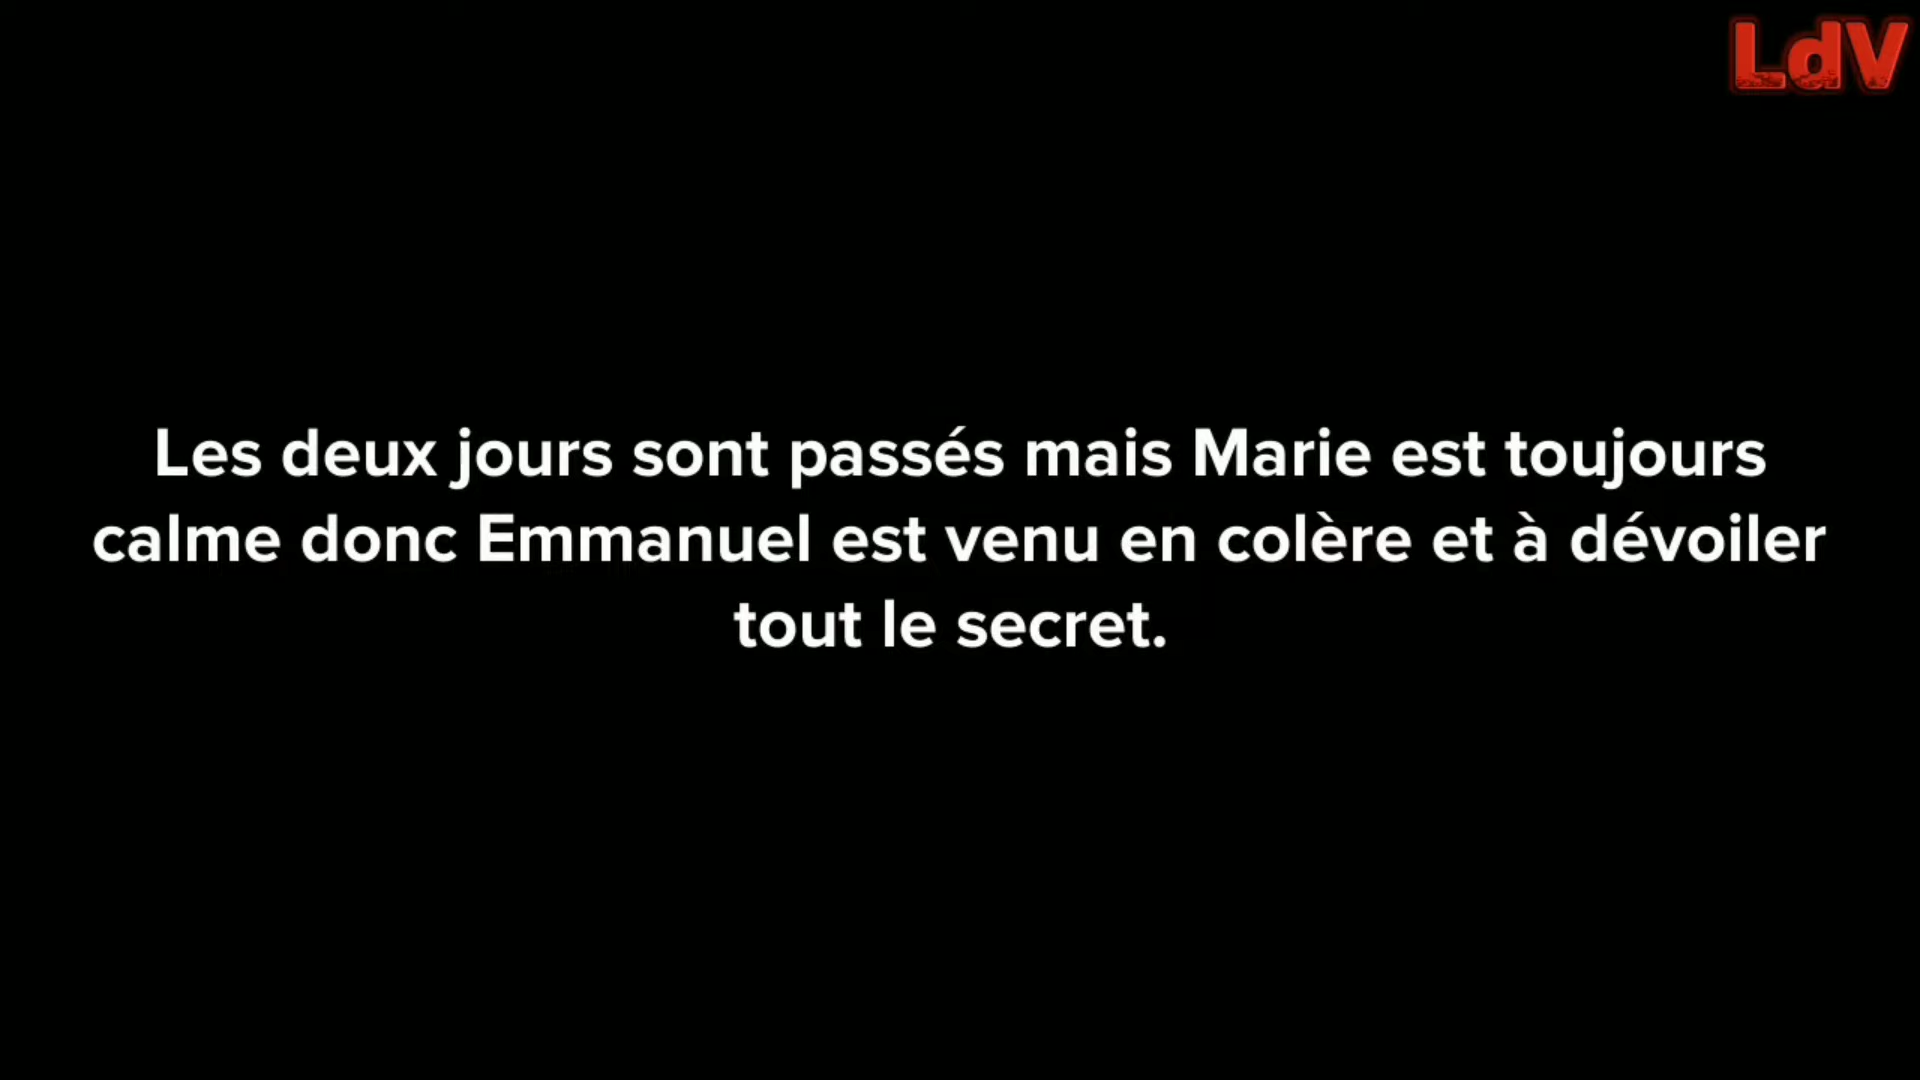 LdV
Les deux jours sont passés mais Marie est toujours
calme donc Emmanuel est venu en colère et à dévoiler
tout le secret.